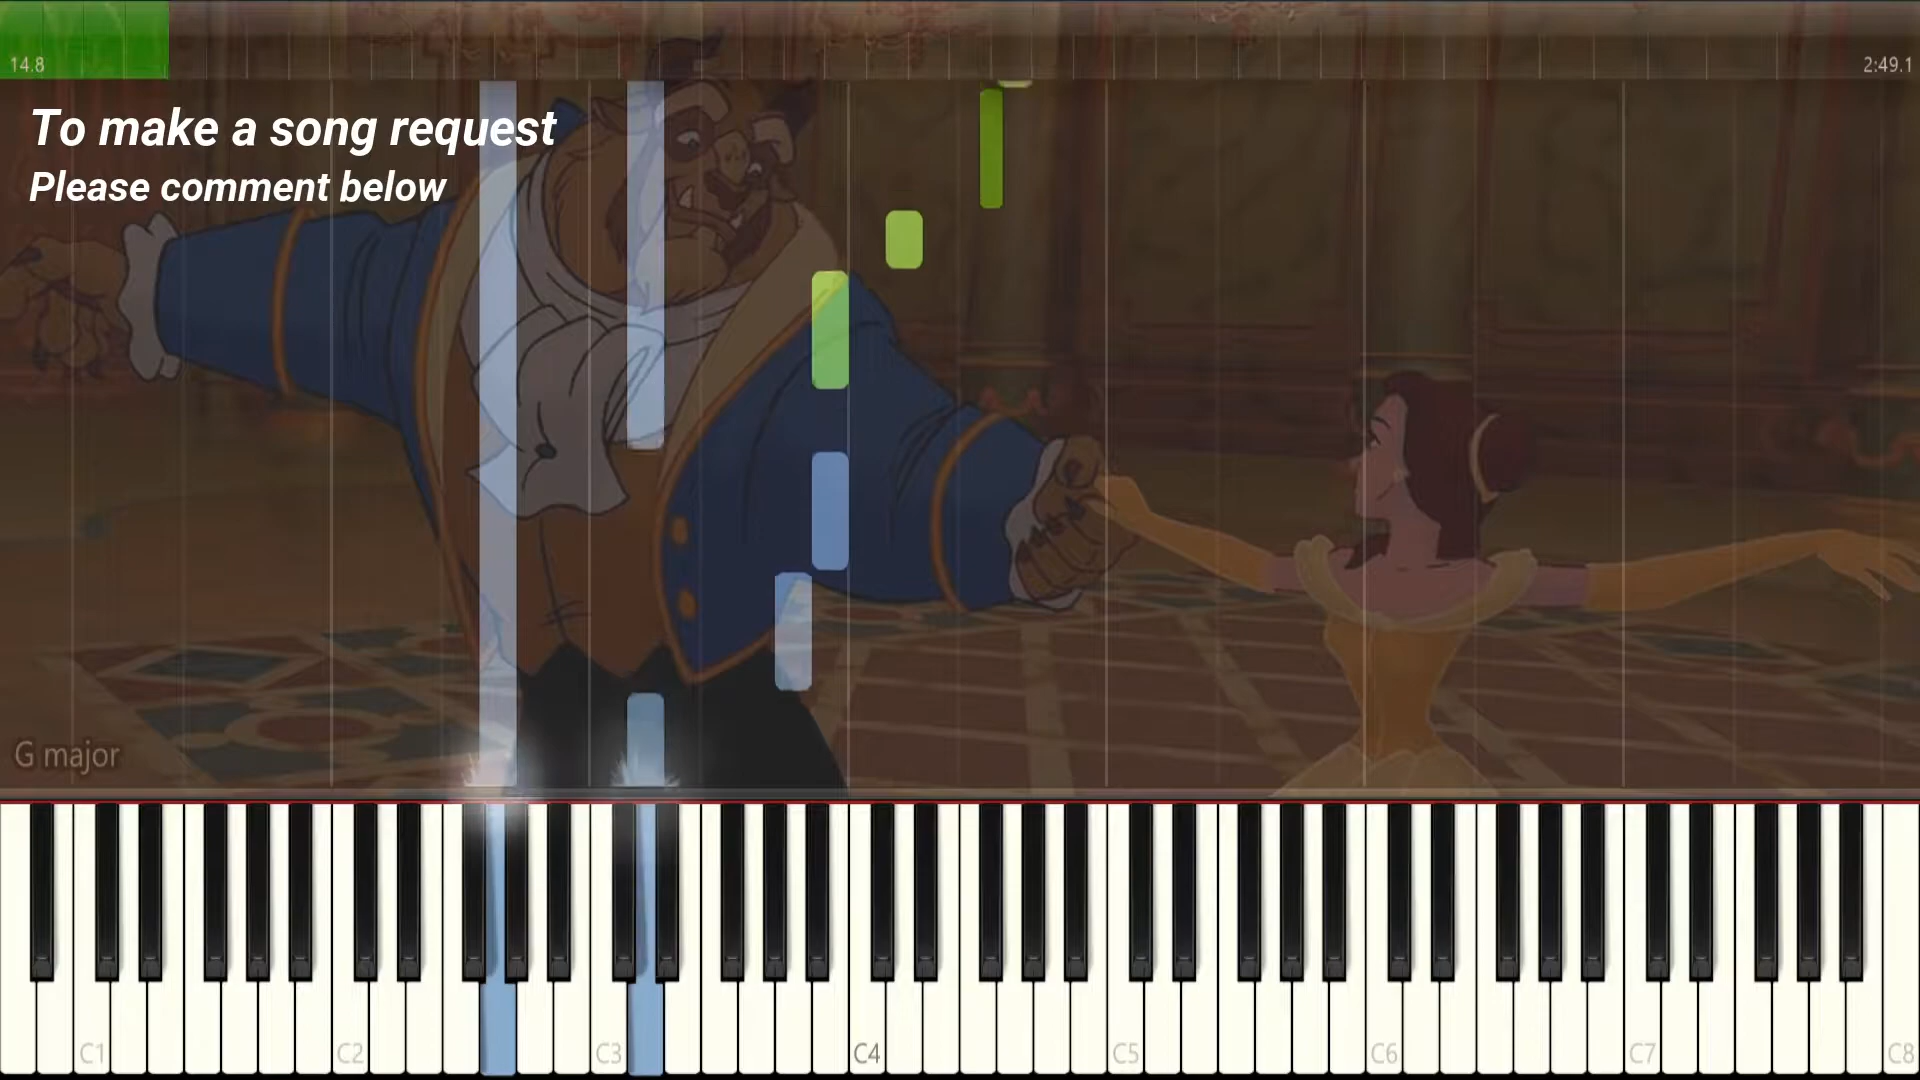 14.8
2:49.1
To make a song request
Please comment below
G major
C1 C2 C3 C4 C5 C6 C7 C8